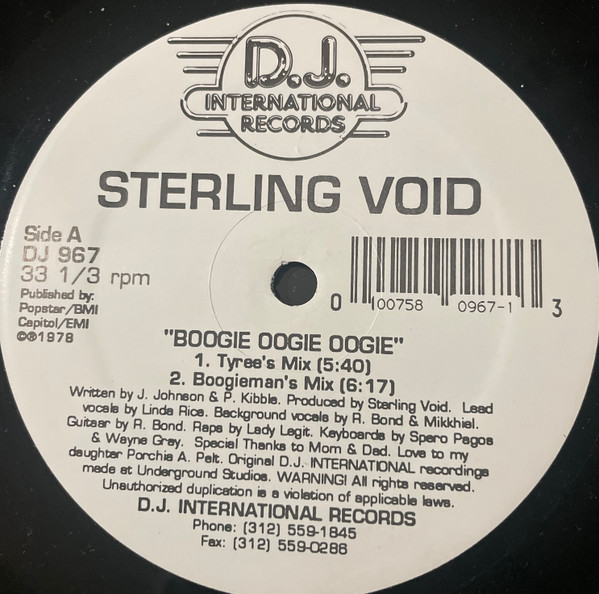 D.J.
INTERNATIONAL
RECORDS
STERLING VOID
Side A
DJ 967
33 1/3 rpm
Published by:
Popstar/BMI
Capitol/EMI
©®1978
0 00758 0967-1 3
"BOOGIE OOGIE OOGIE"
1. Tyree's Mix (5:40)
2. Boogieman's Mix (6:17)
Written by J. Johnson & P. Kibble. Produced by Sterling Void. Lead
vocals by Linda Rice. Background vocals by R. Bond & Mikkhiel.
Guitar by R. Bond. Raps by Lady Legit. Keyboards by Spero Pagos
& Wayne Gray. Special Thanks to Mom & Dad. Love to my
daughter Porchia A. Pelt. Original D.J. INTERNATIONAL recordings
made at Underground Studios. WARNING! All rights reserved.
Unauthorized duplication is a violation of applicable laws.
D.J. INTERNATIONAL RECORDS
Phone: (312) 559-1845
Fax: (312) 559-0286